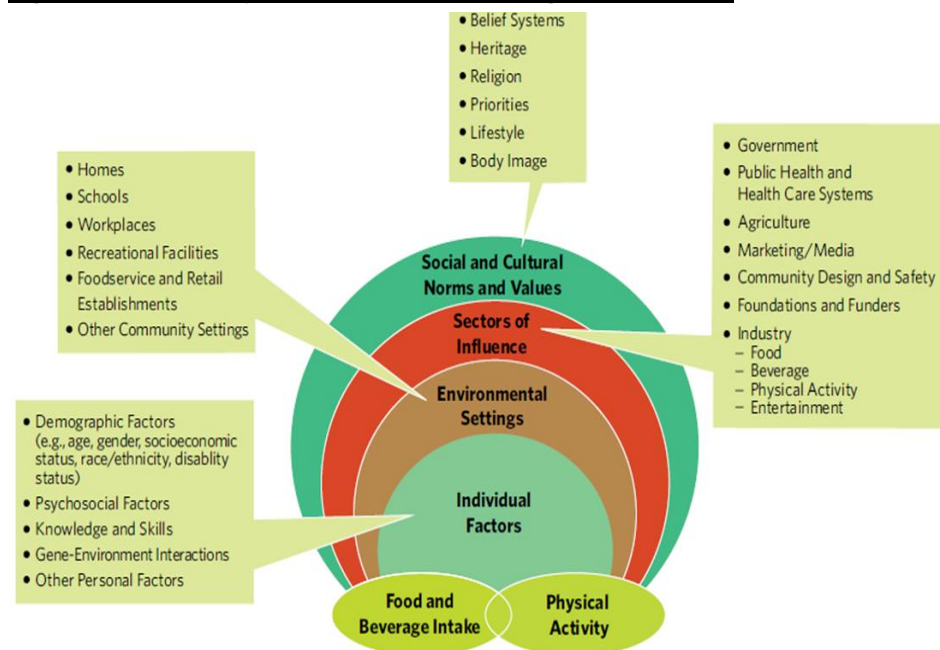 • Belief Systems
• Heritage
• Religion
• Priorities
• Lifestyle
• Body Image
• Homes
• Schools
• Workplaces
• Recreational Facilities
• Foodservice and Retail
Establishments
• Other Community Settings
• Government
• Public Health and
Health Care Systems
• Agriculture
• Marketing/Media
• Community Design and Safety
• Foundations and Funders
• Industry
– Food
– Beverage
– Physical Activity
– Entertainment
• Demographic Factors
(e.g., age, gender, socioeconomic
status, race/ethnicity, disablity
status)
• Psychosocial Factors
• Knowledge and Skills
• Gene-Environment Interactions
• Other Personal Factors
Social and Cultural
Norms and Values
Sectors of
Influence
Environmental
Settings
Individual
Factors
Food and
Beverage Intake
Physical
Activity